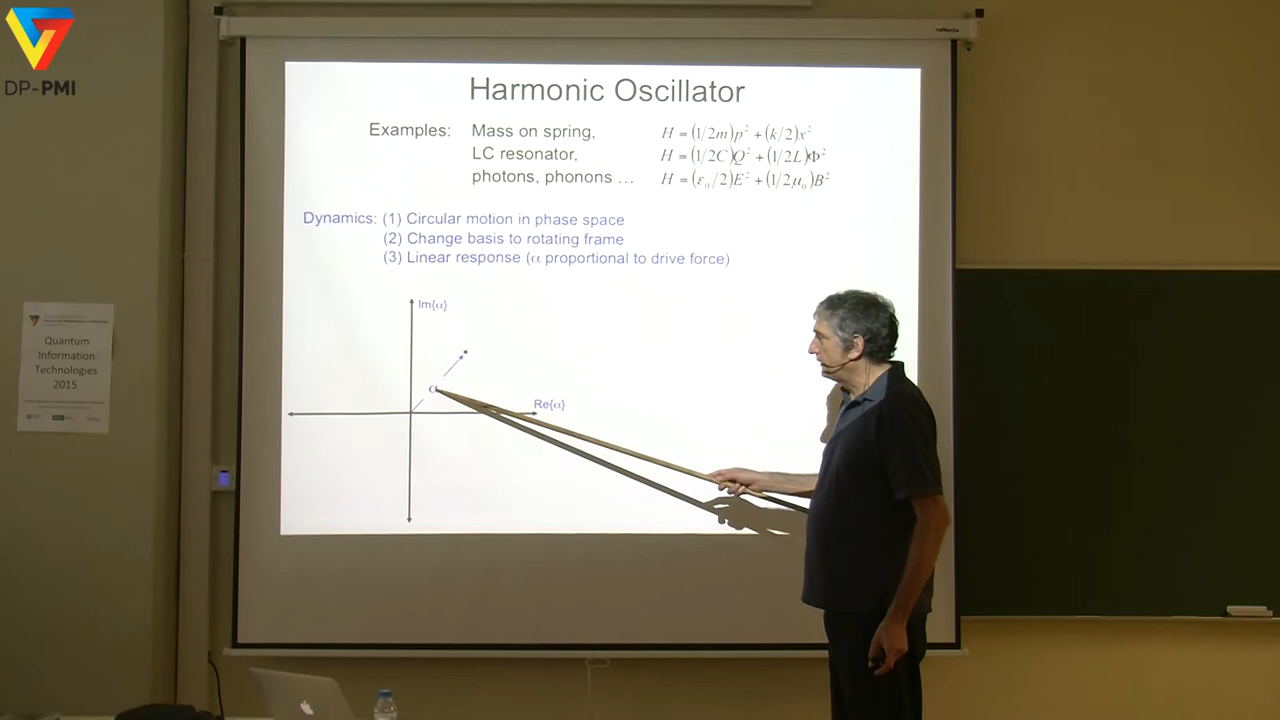 DP-PMI
reflecta
Harmonic Oscillator
Examples: Mass on spring, H = (1/2m)p² + (k/2)x²
LC resonator, H = (1/2C)Q² + (1/2L)Φ²
photons, phonons ... H = (ε₀/2)E² + (1/2μ₀)B²
Dynamics: (1) Circular motion in phase space
(2) Change basis to rotating frame
(3) Linear response (α proportional to drive force)
Im{α}
α
Re{α}
Quantum
Information
Technologies
2015